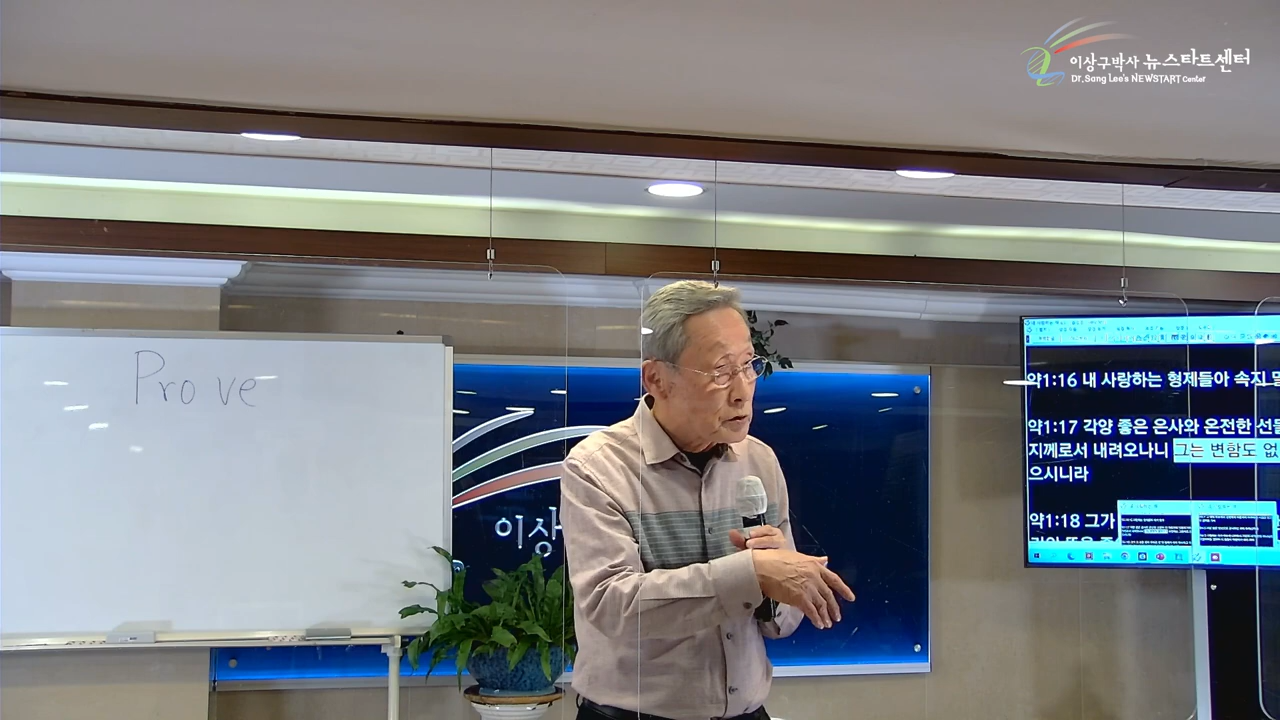 이상구박사 뉴스타트센터
Dr. Sang Lee's NEWSTART Center
Prove
이상
약1:16 내 사랑하는 형제들아 속지
약1:17 각양 좋은 은사와 온전한
지께로서 내려오나니 그는 변함도 없
으시니라
약1:18 그가